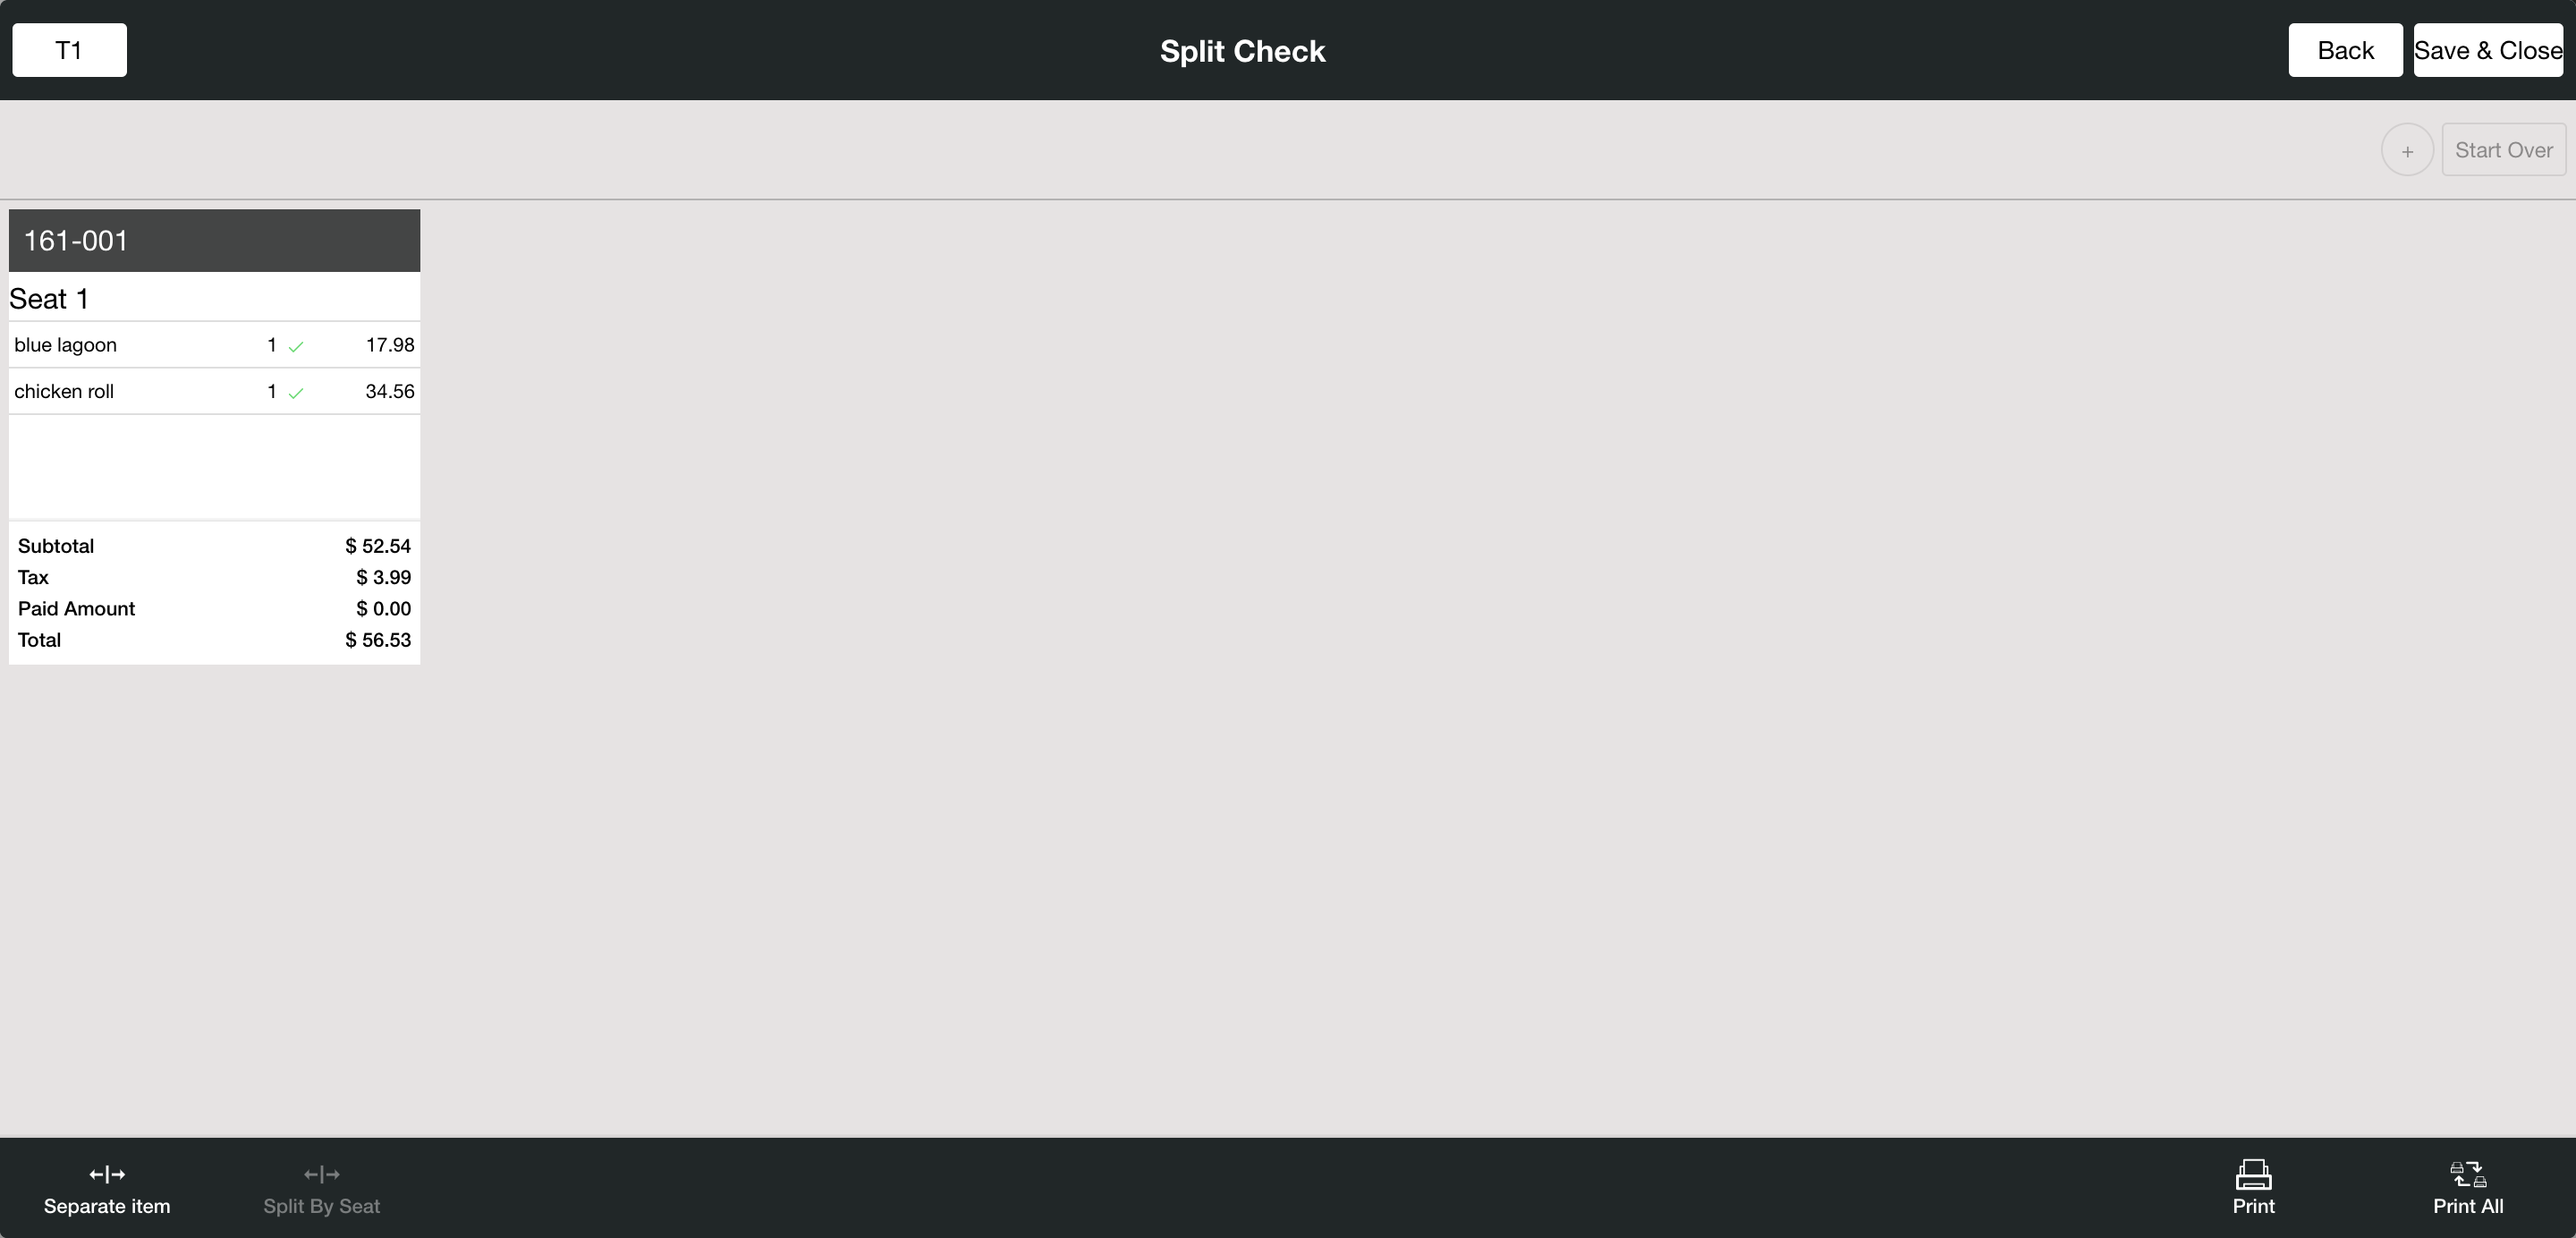 T1 Split Check Back Save & Close
+ Start Over
161-001
Seat 1
blue lagoon 1 17.98
chicken roll 1 34.56
Subtotal $ 52.54
Tax $ 3.99
Paid Amount $ 0.00
Total $ 56.53
Separate item Split By Seat Print Print All